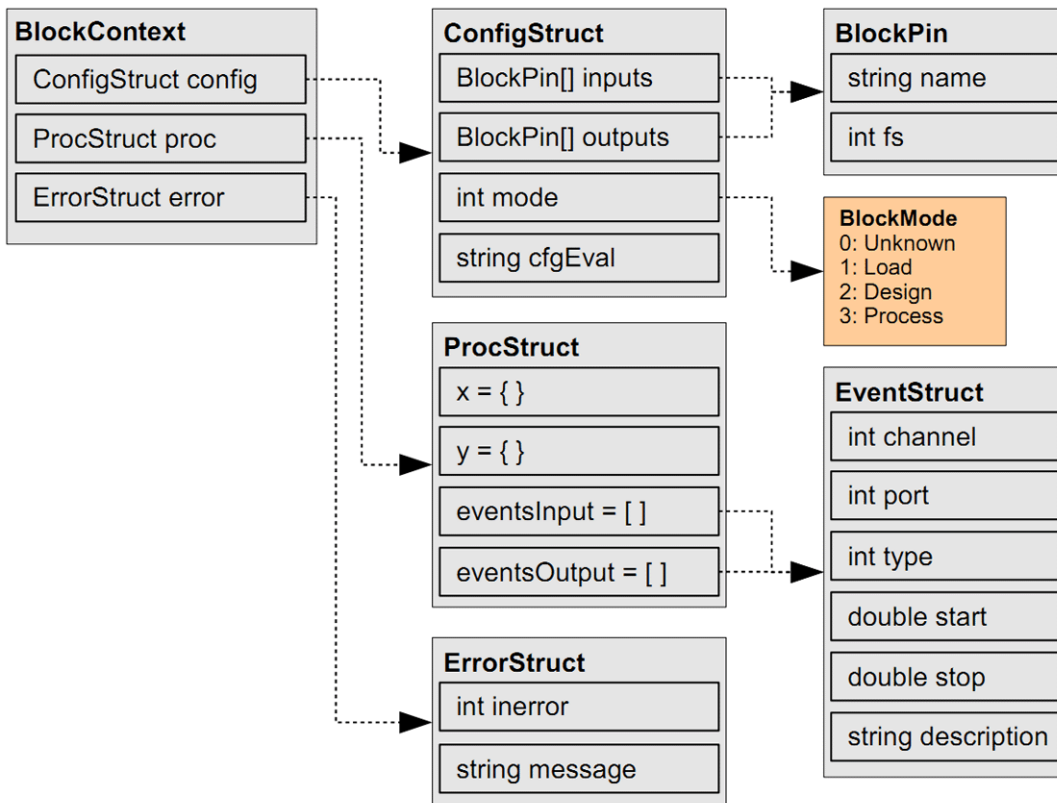 BlockContext
ConfigStruct config
ProcStruct proc
ErrorStruct error
ConfigStruct
BlockPin[] inputs
BlockPin[] outputs
int mode
string cfgEval
BlockPin
string name
int fs
BlockMode
0: Unknown
1: Load
2: Design
3: Process
ProcStruct
x = { }
y = { }
eventsInput = [ ]
eventsOutput = [ ]
EventStruct
int channel
int port
int type
double start
double stop
string description
ErrorStruct
int inerror
string message